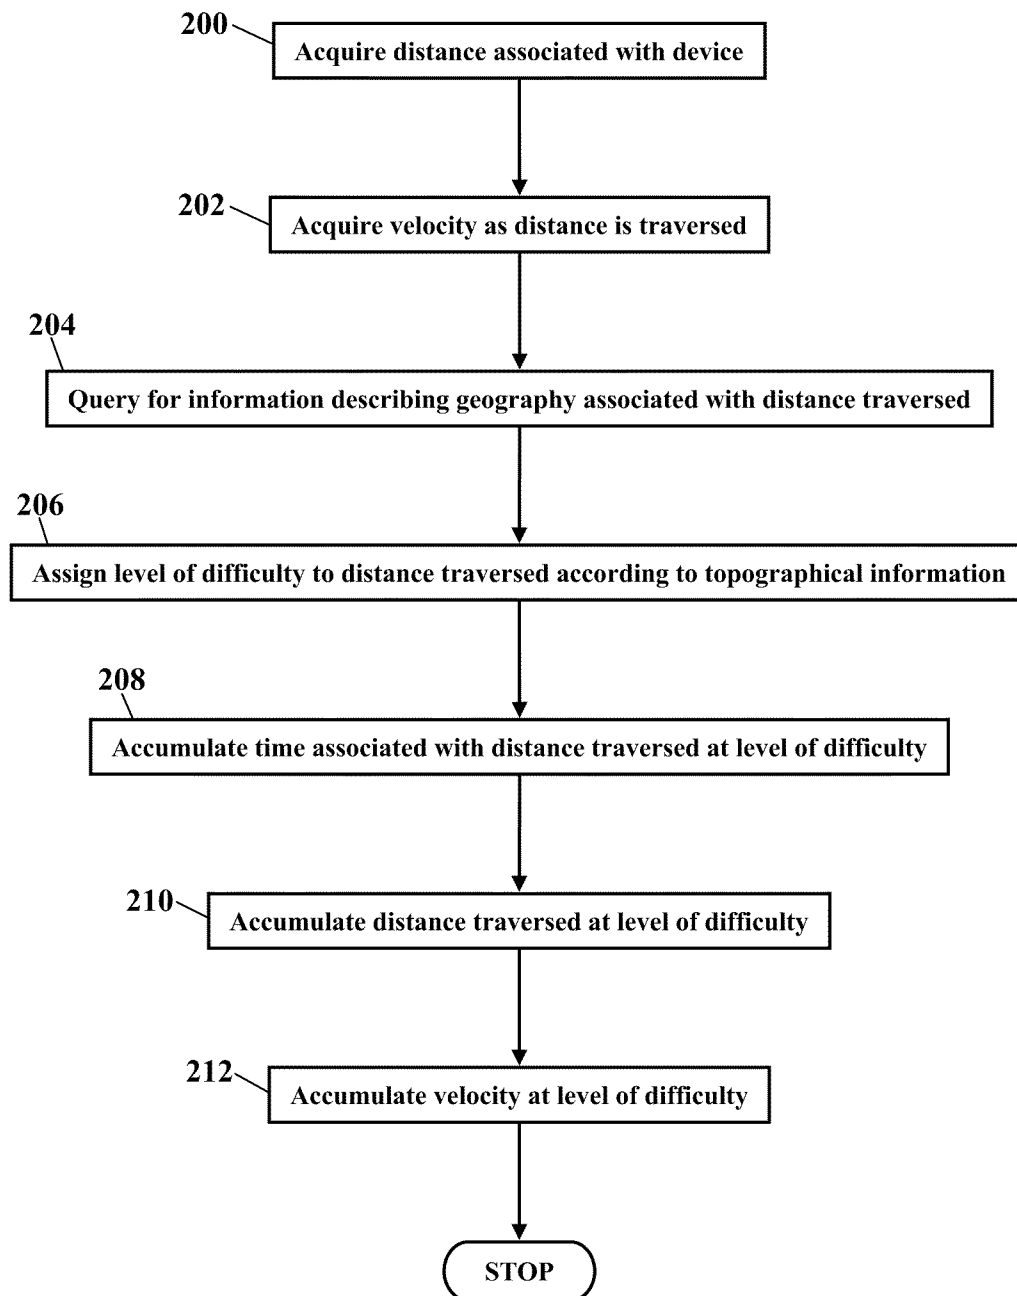 200
Acquire distance associated with device
202
Acquire velocity as distance is traversed
204
Query for information describing geography associated with distance traversed
206
Assign level of difficulty to distance traversed according to topographical information
208
Accumulate time associated with distance traversed at level of difficulty
210
Accumulate distance traversed at level of difficulty
212
Accumulate velocity at level of difficulty
STOP